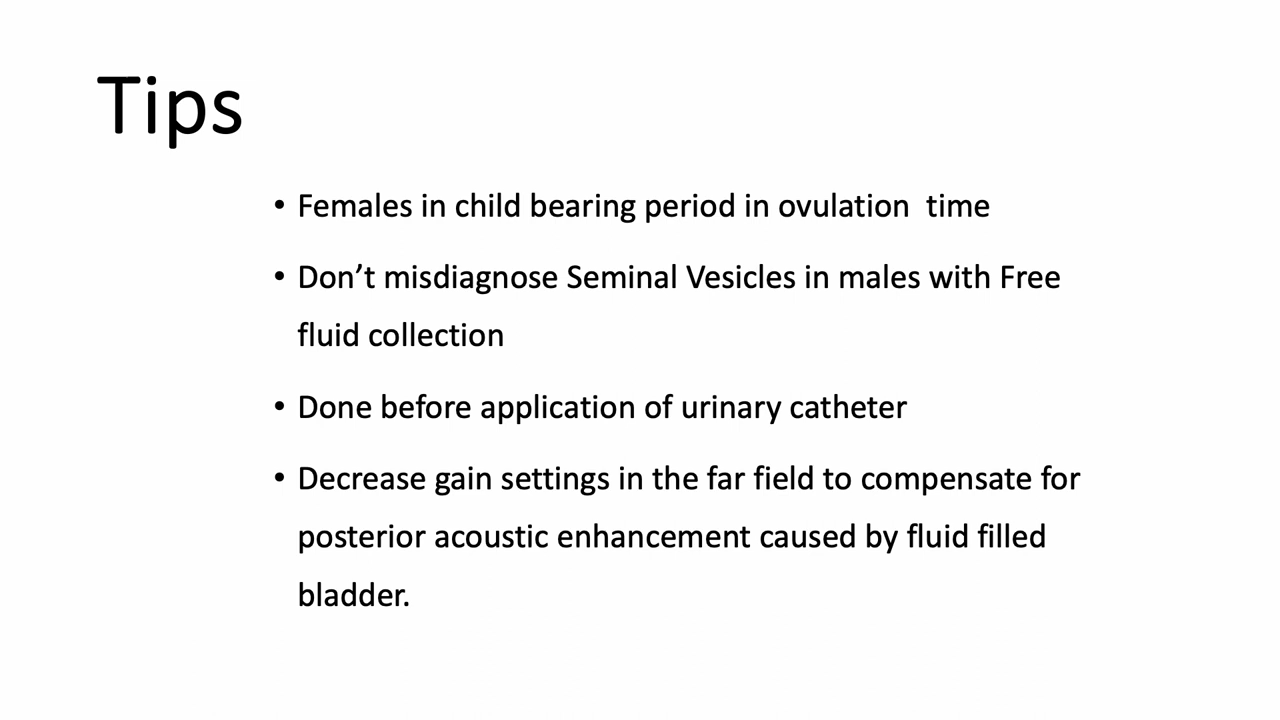 Tips
• Females in child bearing period in ovulation  time
• Don’t misdiagnose Seminal Vesicles in males with Free
fluid collection
• Done before application of urinary catheter
• Decrease gain settings in the far field to compensate for
posterior acoustic enhancement caused by fluid filled
bladder.